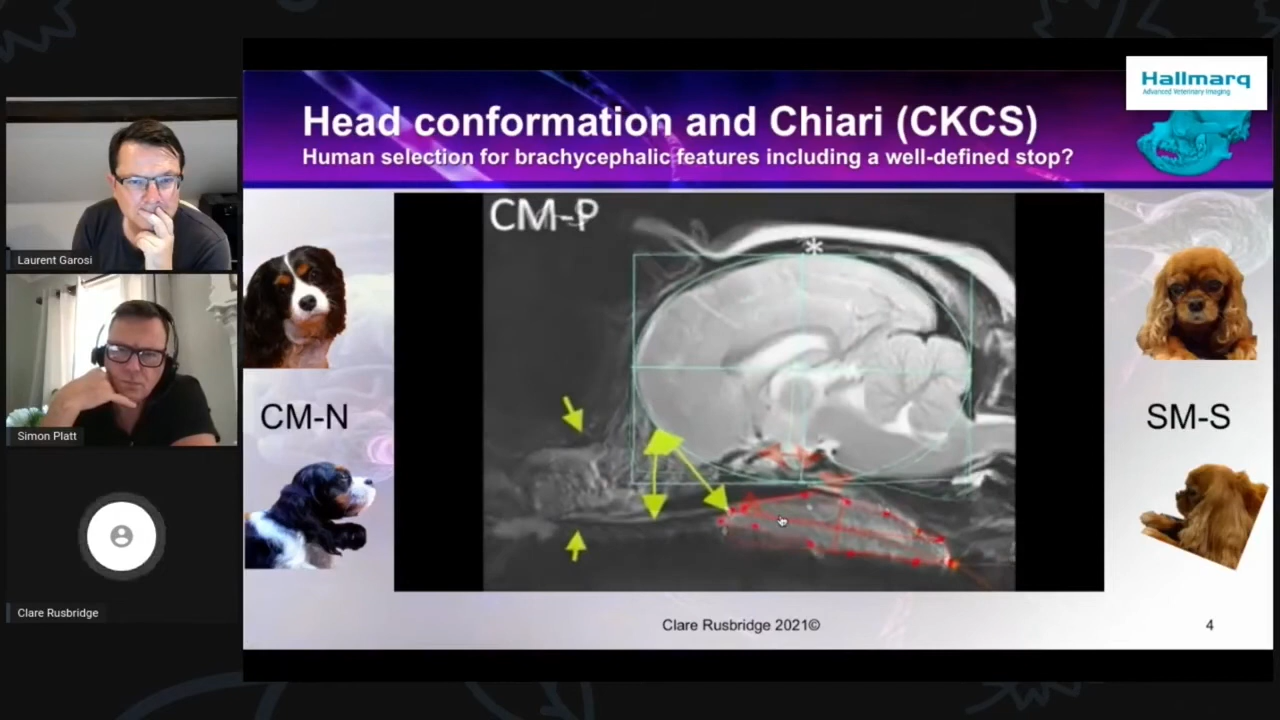 Hallmarq
Advanced Veterinary Imaging
Head conformation and Chiari (CKCS)
Human selection for brachycephalic features including a well-defined stop?
CM-P
*
Laurent Garosi
CM-N
SM-S
Simon Platt
Clare Rusbridge
Clare Rusbridge 2021©
4